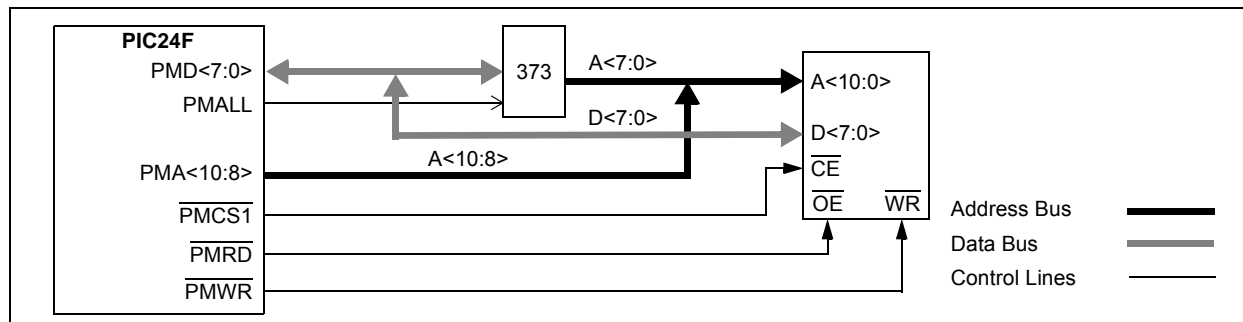 PIC24F
PMD<7:0>
PMALL
PMA<10:8>
PMCS1
PMRD
PMWR
373
A<7:0>
D<7:0>
A<10:8>
A<10:0>
D<7:0>
CE
OE WR
Address Bus
Data Bus
Control Lines